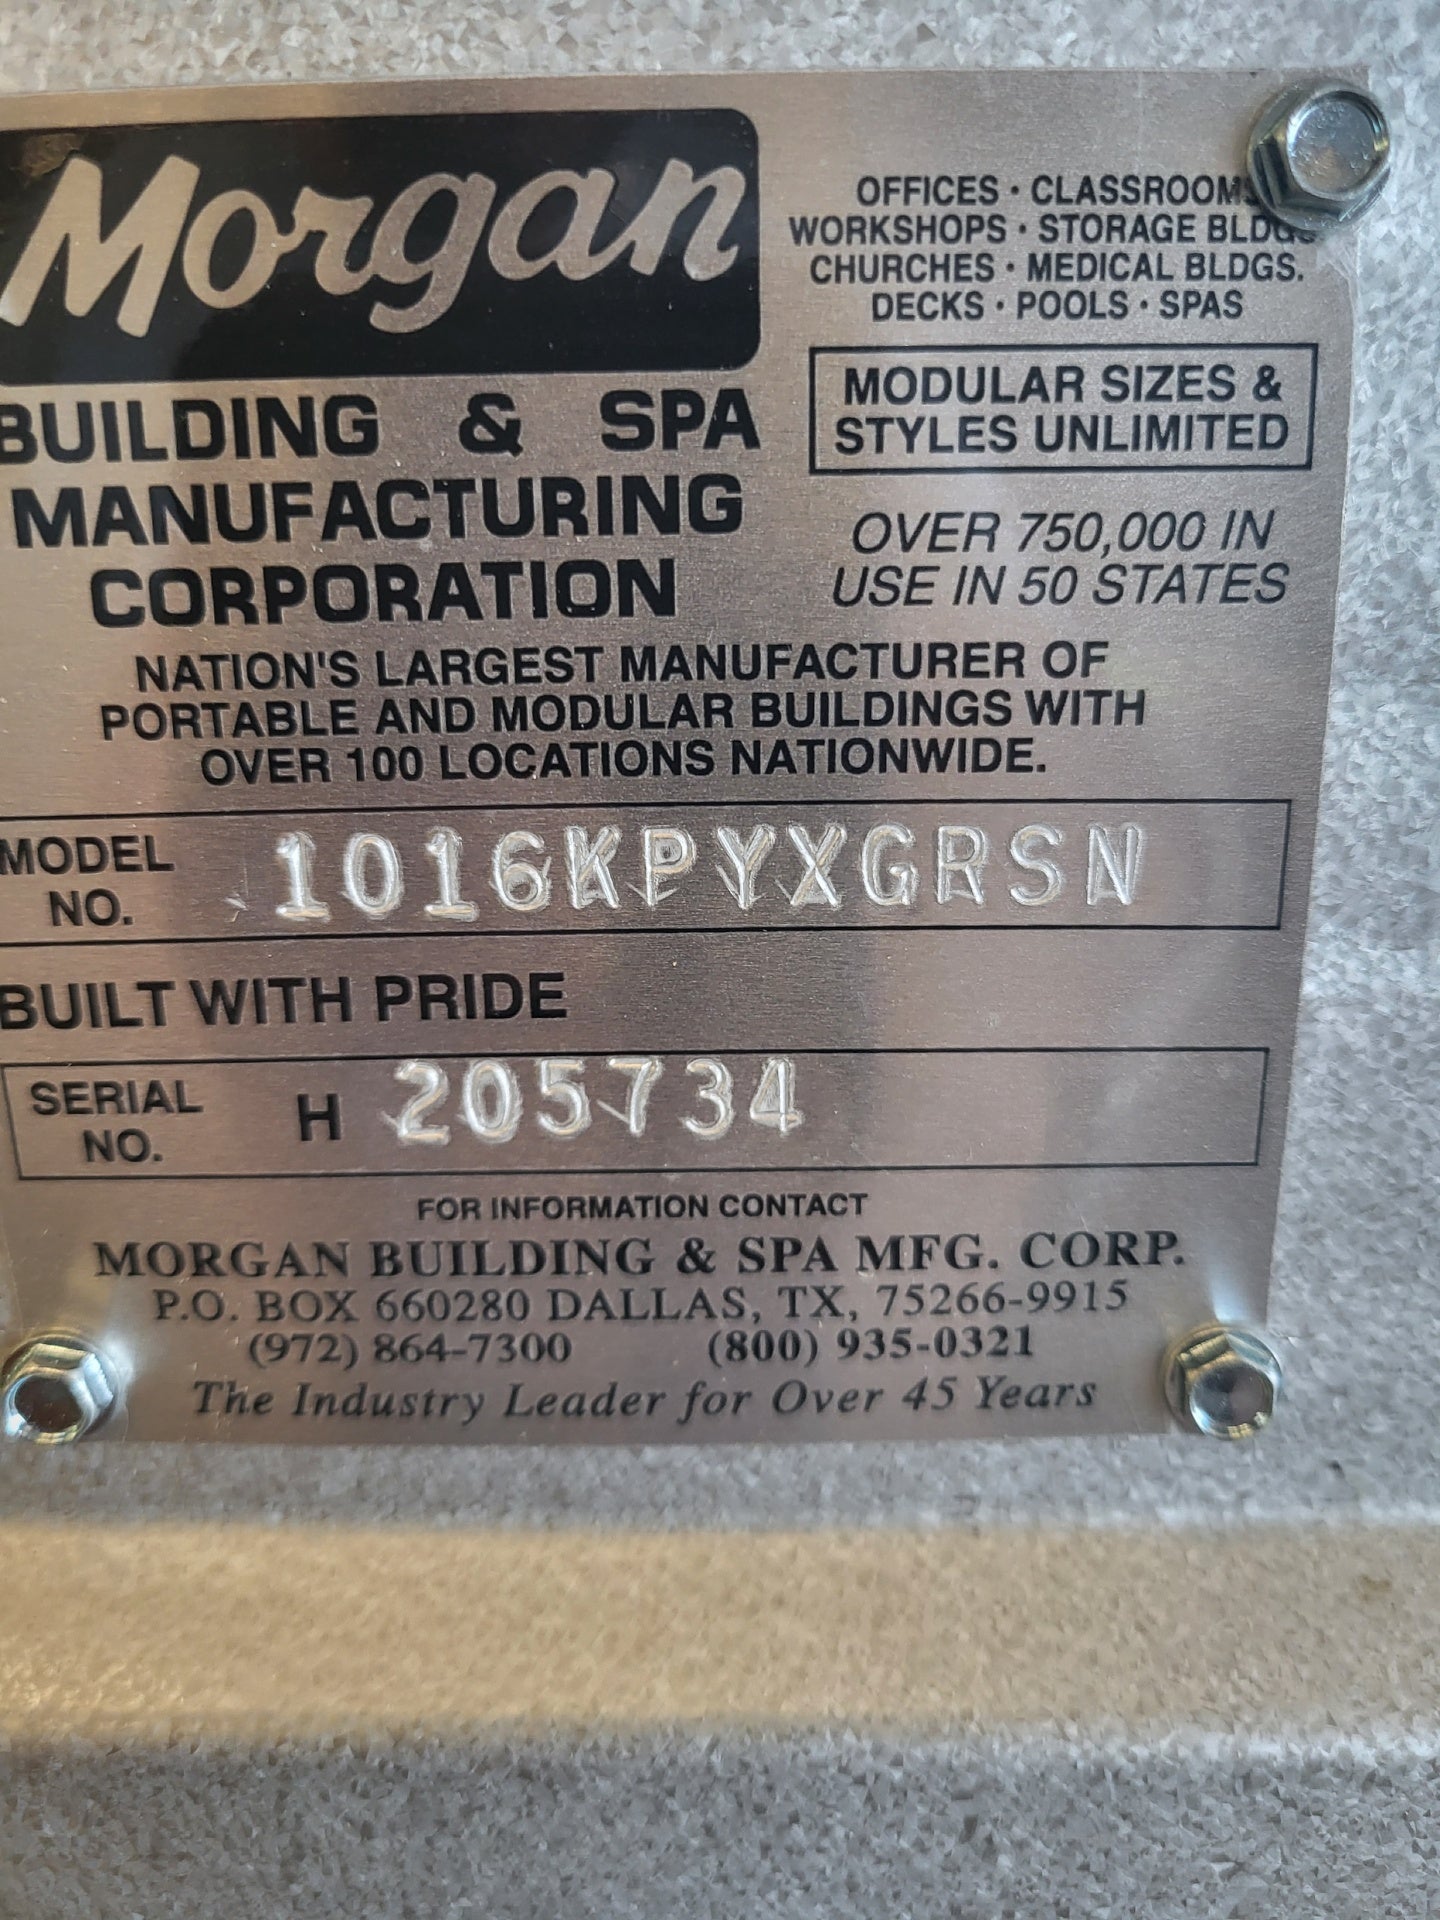 Morgan
BUILDING & SPA
MANUFACTURING
CORPORATION
OFFICES · CLASSROOMS
WORKSHOPS · STORAGE BLDGS
CHURCHES · MEDICAL BLDGS.
DECKS · POOLS · SPAS
MODULAR SIZES &
STYLES UNLIMITED
OVER 750,000 IN
USE IN 50 STATES
NATION'S LARGEST MANUFACTURER OF
PORTABLE AND MODULAR BUILDINGS WITH
OVER 100 LOCATIONS NATIONWIDE.
MODEL
NO.
1016KPYXGRSN
BUILT WITH PRIDE
SERIAL
NO.
H 205734
FOR INFORMATION CONTACT
MORGAN BUILDING & SPA MFG. CORP.
P.O. BOX 660280 DALLAS, TX, 75266-9915
(972) 864-7300 (800) 935-0321
The Industry Leader for Over 45 Years